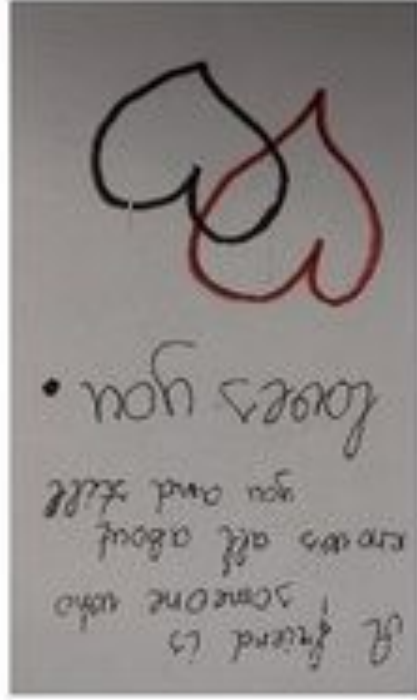 A friend is
someone who
knows all about
you and still
loves you.